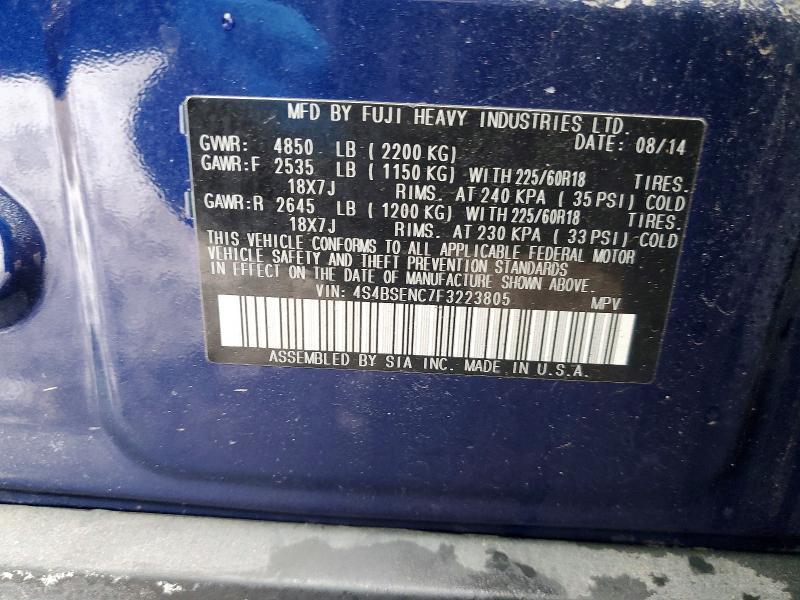 MFD BY FUJI HEAVY INDUSTRIES LTD.
DATE: 08/14
GVWR: 4850 LB ( 2200 KG)
GAWR:F 2535 LB ( 1150 KG) WITH 225/60R18 TIRES.
18X7J RIMS. AT 240 KPA ( 35 PSI) COLD
GAWR:R 2645 LB ( 1200 KG) WITH 225/60R18 TIRES.
18X7J RIMS. AT 230 KPA ( 33 PSI) COLD
THIS VEHICLE CONFORMS TO ALL APPLICABLE FEDERAL MOTOR
VEHICLE SAFETY AND THEFT PREVENTION STANDARDS
IN EFFECT ON THE DATE OF MANUFACTURE SHOWN ABOVE.
VIN: 4S4BSENC7F3223805 MPV
ASSEMBLED BY SIA INC. MADE IN U.S.A.